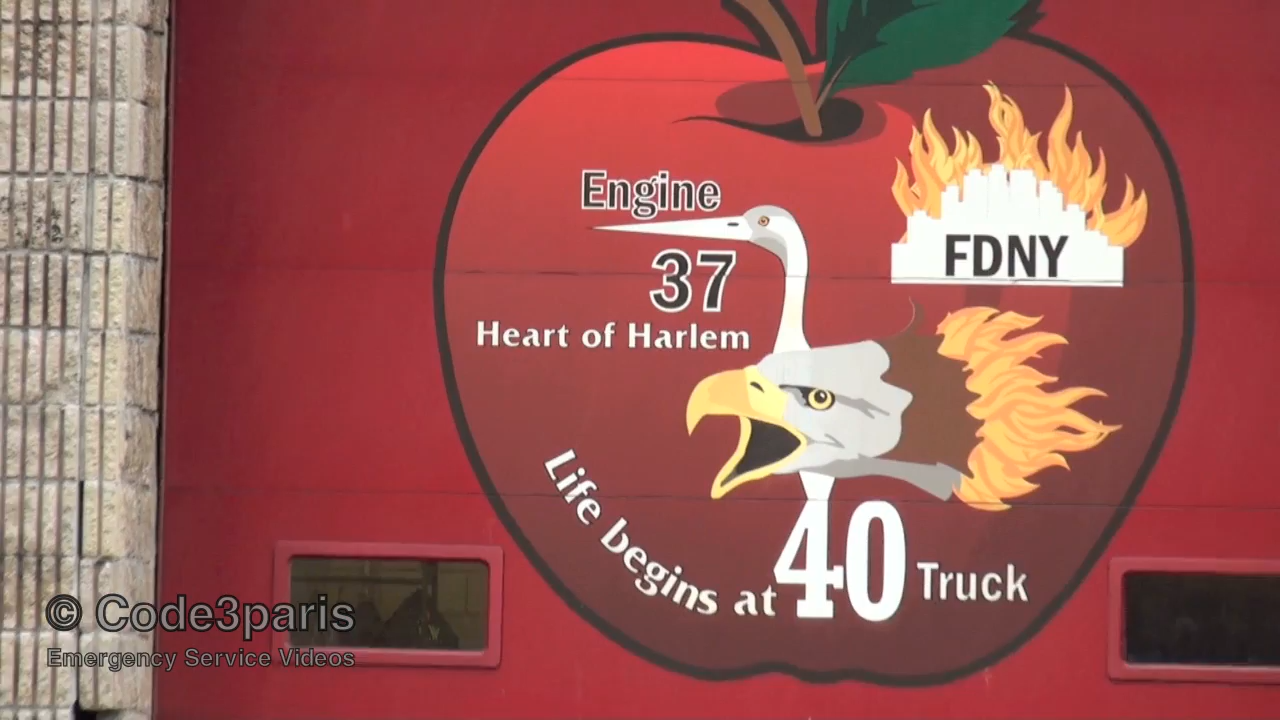 Engine
37
Heart of Harlem
FDNY
Life begins at 40 Truck
© Code3paris
Emergency Service Videos